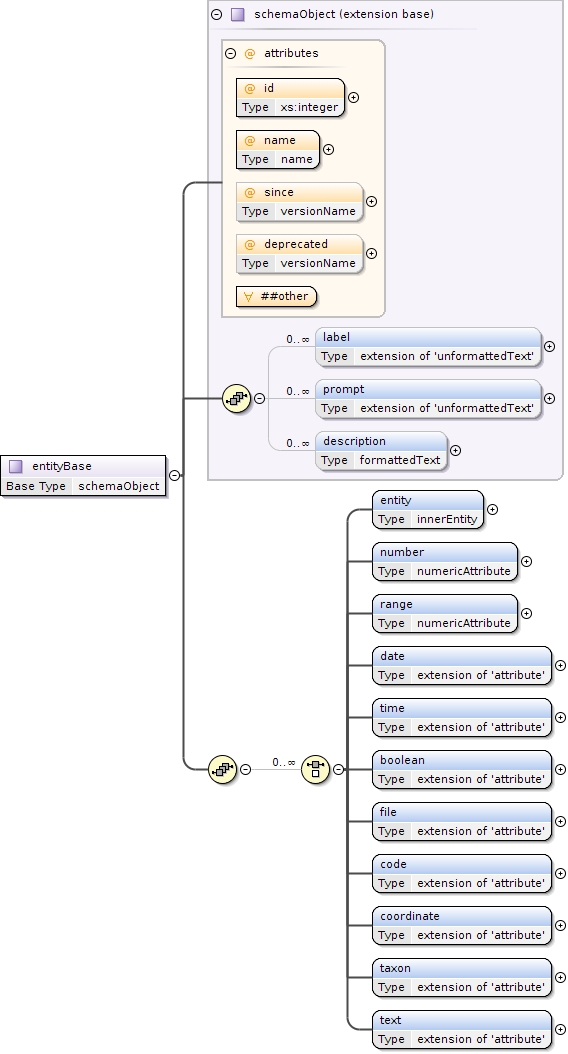 schemaObject (extension base)
@ attributes
@ id
Type xs:integer
@ name
Type name
@ since
Type versionName
@ deprecated
Type versionName
∀ ##other
0..∞ label
Type extension of 'unformattedText'
0..∞ prompt
Type extension of 'unformattedText'
0..∞ description
Type formattedText
entityBase
Base Type schemaObject
entity
Type innerEntity
number
Type numericAttribute
range
Type numericAttribute
date
Type extension of 'attribute'
time
Type extension of 'attribute'
0..∞
boolean
Type extension of 'attribute'
file
Type extension of 'attribute'
code
Type extension of 'attribute'
coordinate
Type extension of 'attribute'
taxon
Type extension of 'attribute'
text
Type extension of 'attribute'